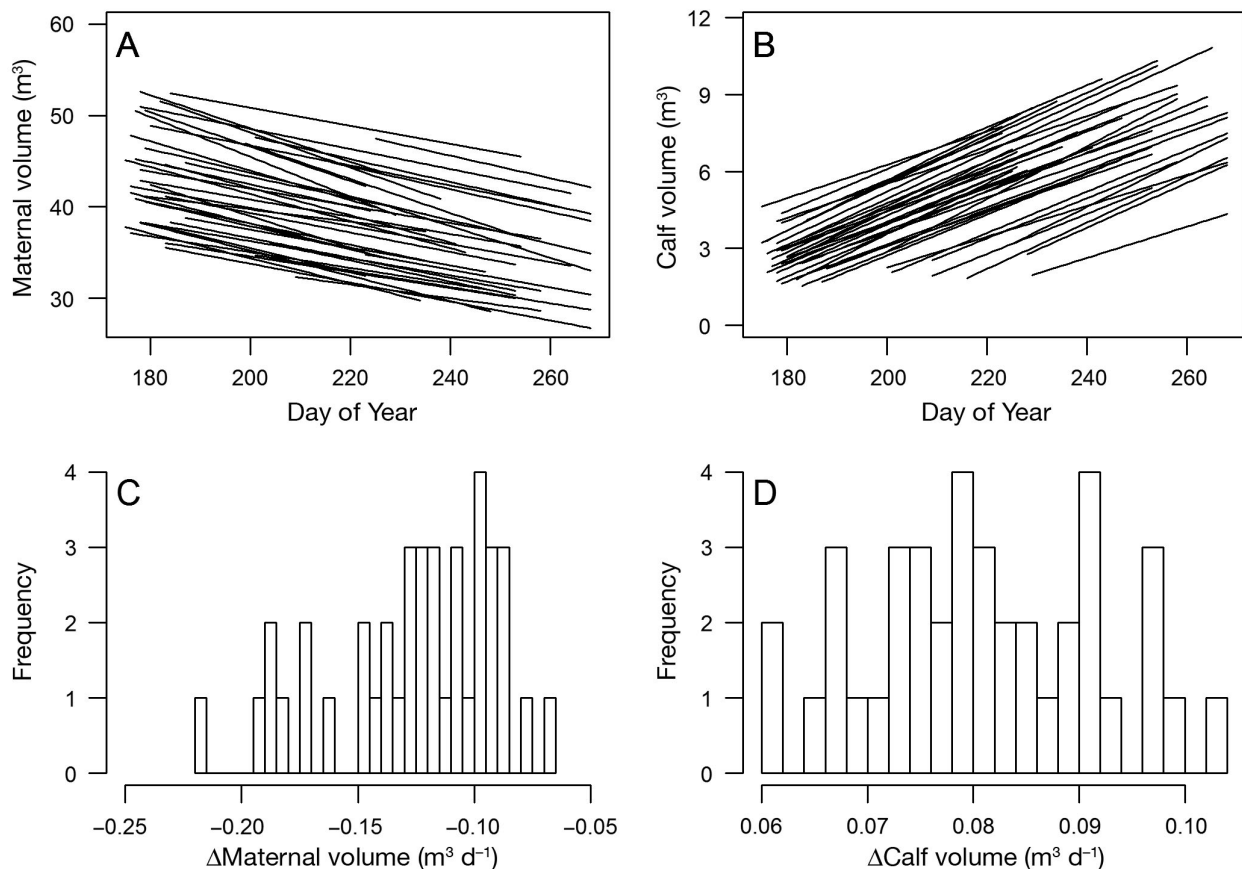 A
Maternal volume (m³)
60
50
40
30
180 200 220 240 260
Day of Year
B
Calf volume (m³)
12
9
6
3
0
180 200 220 240 260
Day of Year
C
Frequency
4
3
2
1
0
−0.25 −0.20 −0.15 −0.10 −0.05
ΔMaternal volume (m³ d⁻¹)
D
Frequency
4
3
2
1
0
0.06 0.07 0.08 0.09 0.10
ΔCalf volume (m³ d⁻¹)